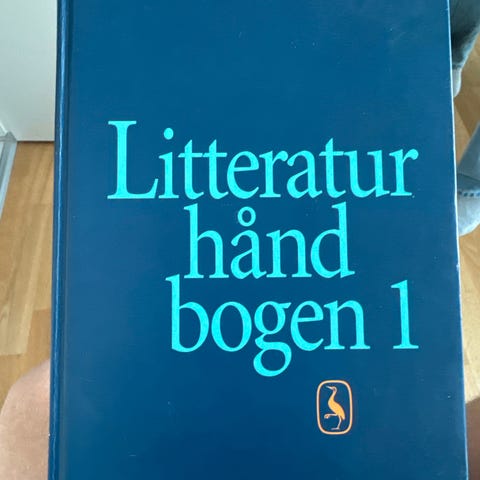 Litteratur
hånd
bogen 1